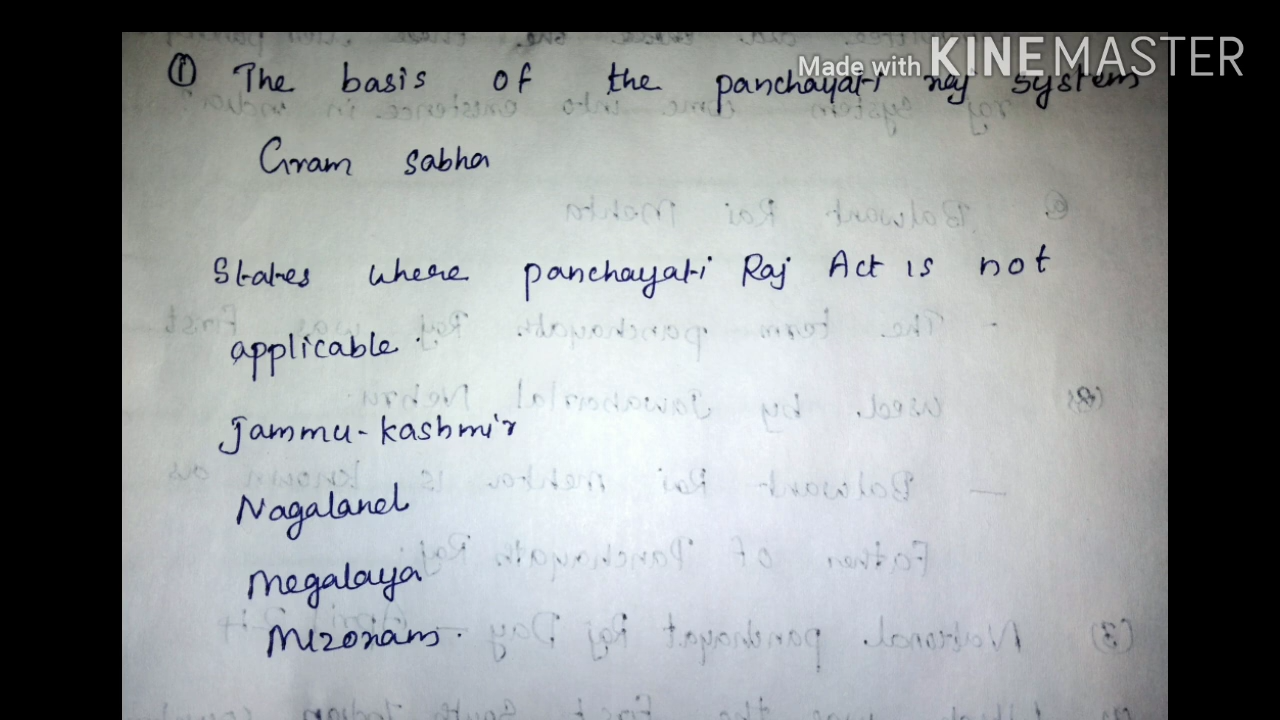 Made with KINEMASTER
① The basis of the panchayati raj system
Gram sabha
States where panchayati Raj Act is not
applicable.
Jammu-kashmir
Nagaland
Megalaya
Mizoram.